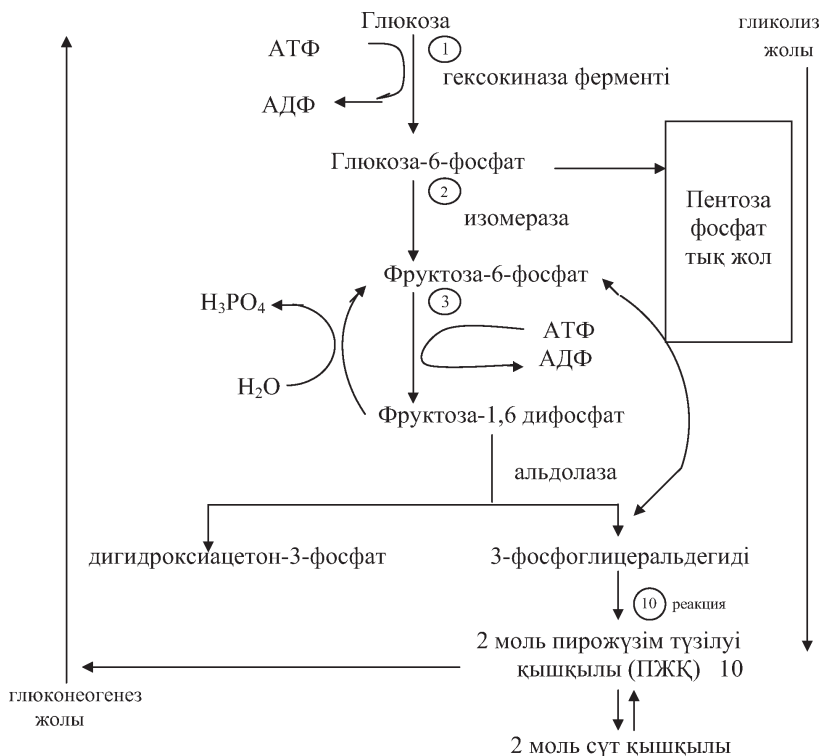 Глюкоза
гликолиз
жолы
АТФ
1
гексокиназа ферменті
АДФ
Глюкоза-6-фосфат
2
изомераза
Пентоза
фосфат
тық жол
Фруктоза-6-фосфат
3
H₃PO₄
АТФ
АДФ
H₂O
Фруктоза-1,6 дифосфат
альдолаза
дигидроксиацетон-3-фосфат
3-фосфоглицеральдегиді
10 реакция
2 моль пирожүзім түзілуі
қышқылы (ПЖҚ) 10
глюконеогенез
жолы
2 моль сүт қышқылы